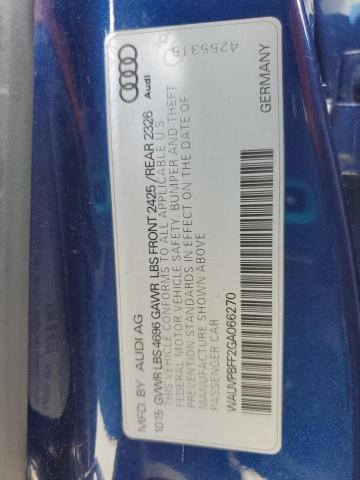 4255315
Audi
MFD. BY AUDI AG
10 15 GVWR LBS 4696 GAWR LBS FRONT 2425 / REAR 2326
THIS VEHICLE CONFORMS TO ALL APPLICABLE U S
FEDERAL MOTOR VEHICLE SAFETY, BUMPER AND THEFT
PREVENTION STANDARDS IN EFFECT ON THE DATE OF
MANUFACTURE SHOWN ABOVE
PASSENGER CAR
WAUVPBFF2GA066270 GERMANY